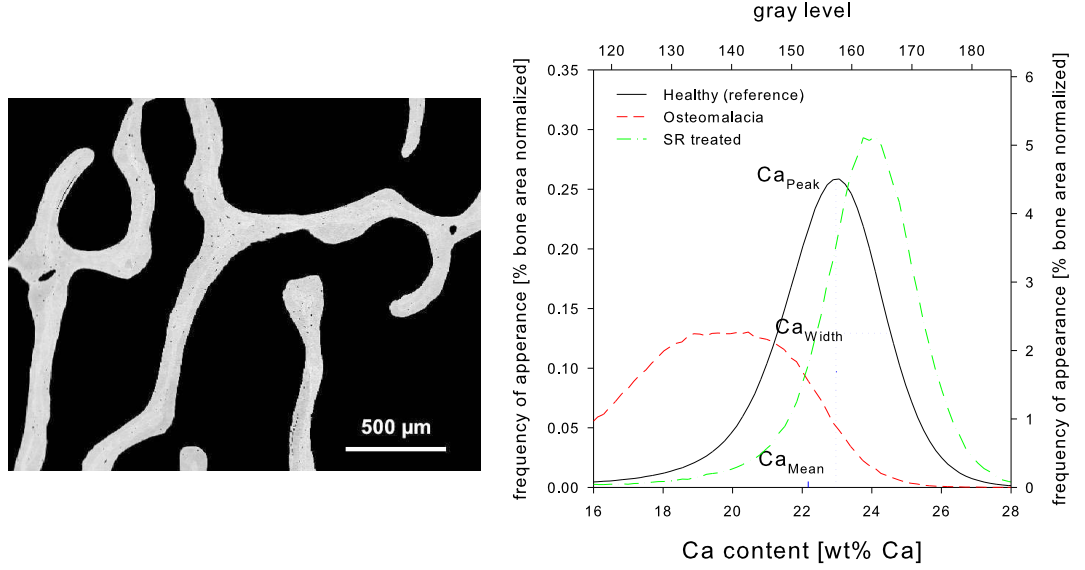 500 µm
gray level
120 130 140 150 160 170 180
frequency of apperance [% bone area normalized]
0.35
0.30
0.25
0.20
0.15
0.10
0.05
0.00
Healthy (reference)
Osteomalacia
SR treated
CaPeak
CaWidth
CaMean
6
5
4
3
2
1
0
frequency of appearance [% bone area normalized]
16 18 20 22 24 26 28
Ca content [wt% Ca]